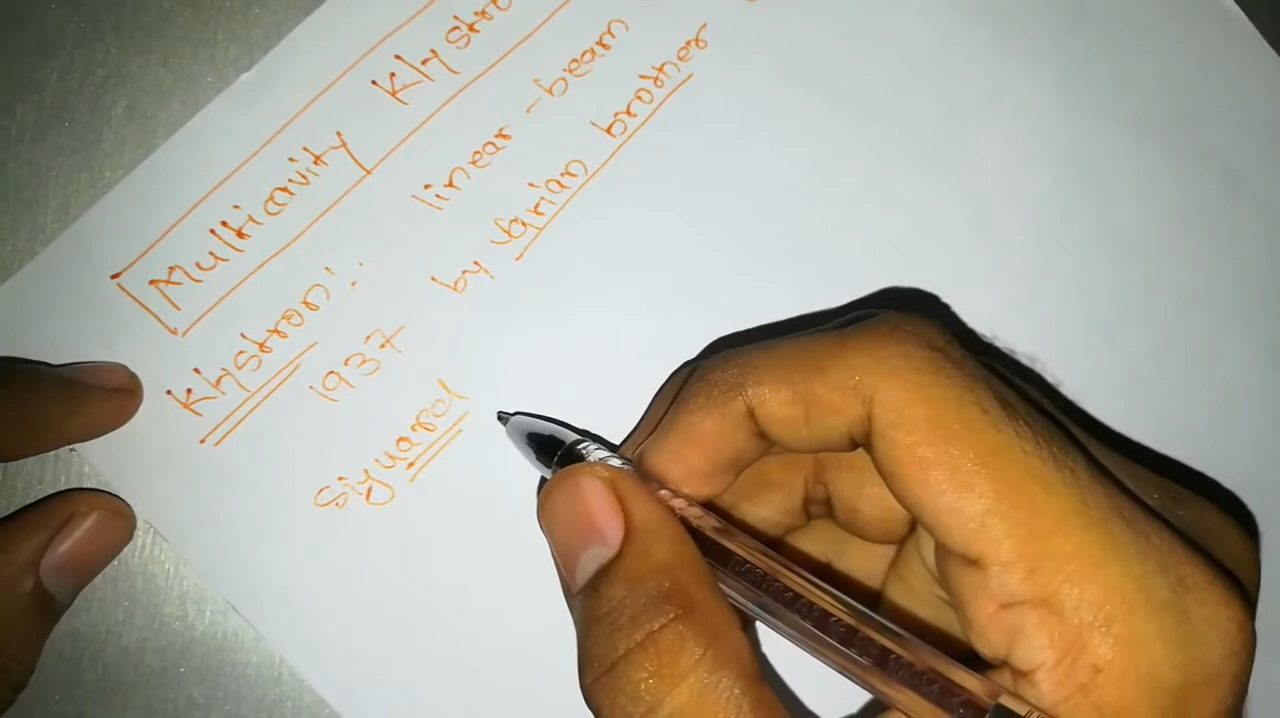 Multicavity Klystro
Klystron :- linear-beam
1937 by Varian brother
Siguard